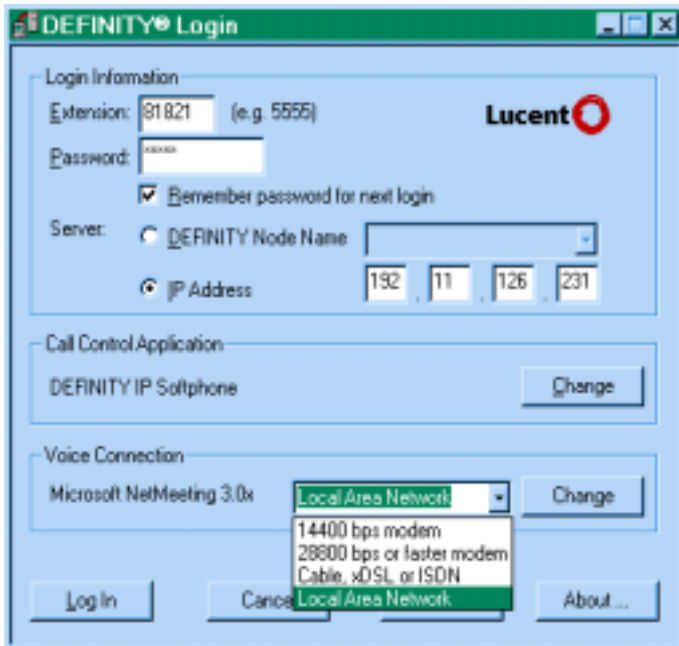 DEFINITY® Login
Login Information
Extension: 81821 (e.g. 5555)
Lucent
Password: xxxxx
Remember password for next login
Server: DEFINITY Node Name
IP Address 192 . 11 . 126 . 231
Call Control Application
DEFINITY IP Softphone Change
Voice Connection
Microsoft NetMeeting 3.0x Local Area Network Change
14400 bps modem
28800 bps or faster modem
Cable, xDSL or ISDN
Local Area Network
Log In Cance About ...